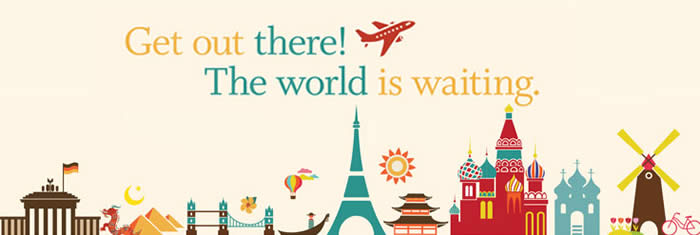 Get out there!
The world is waiting.